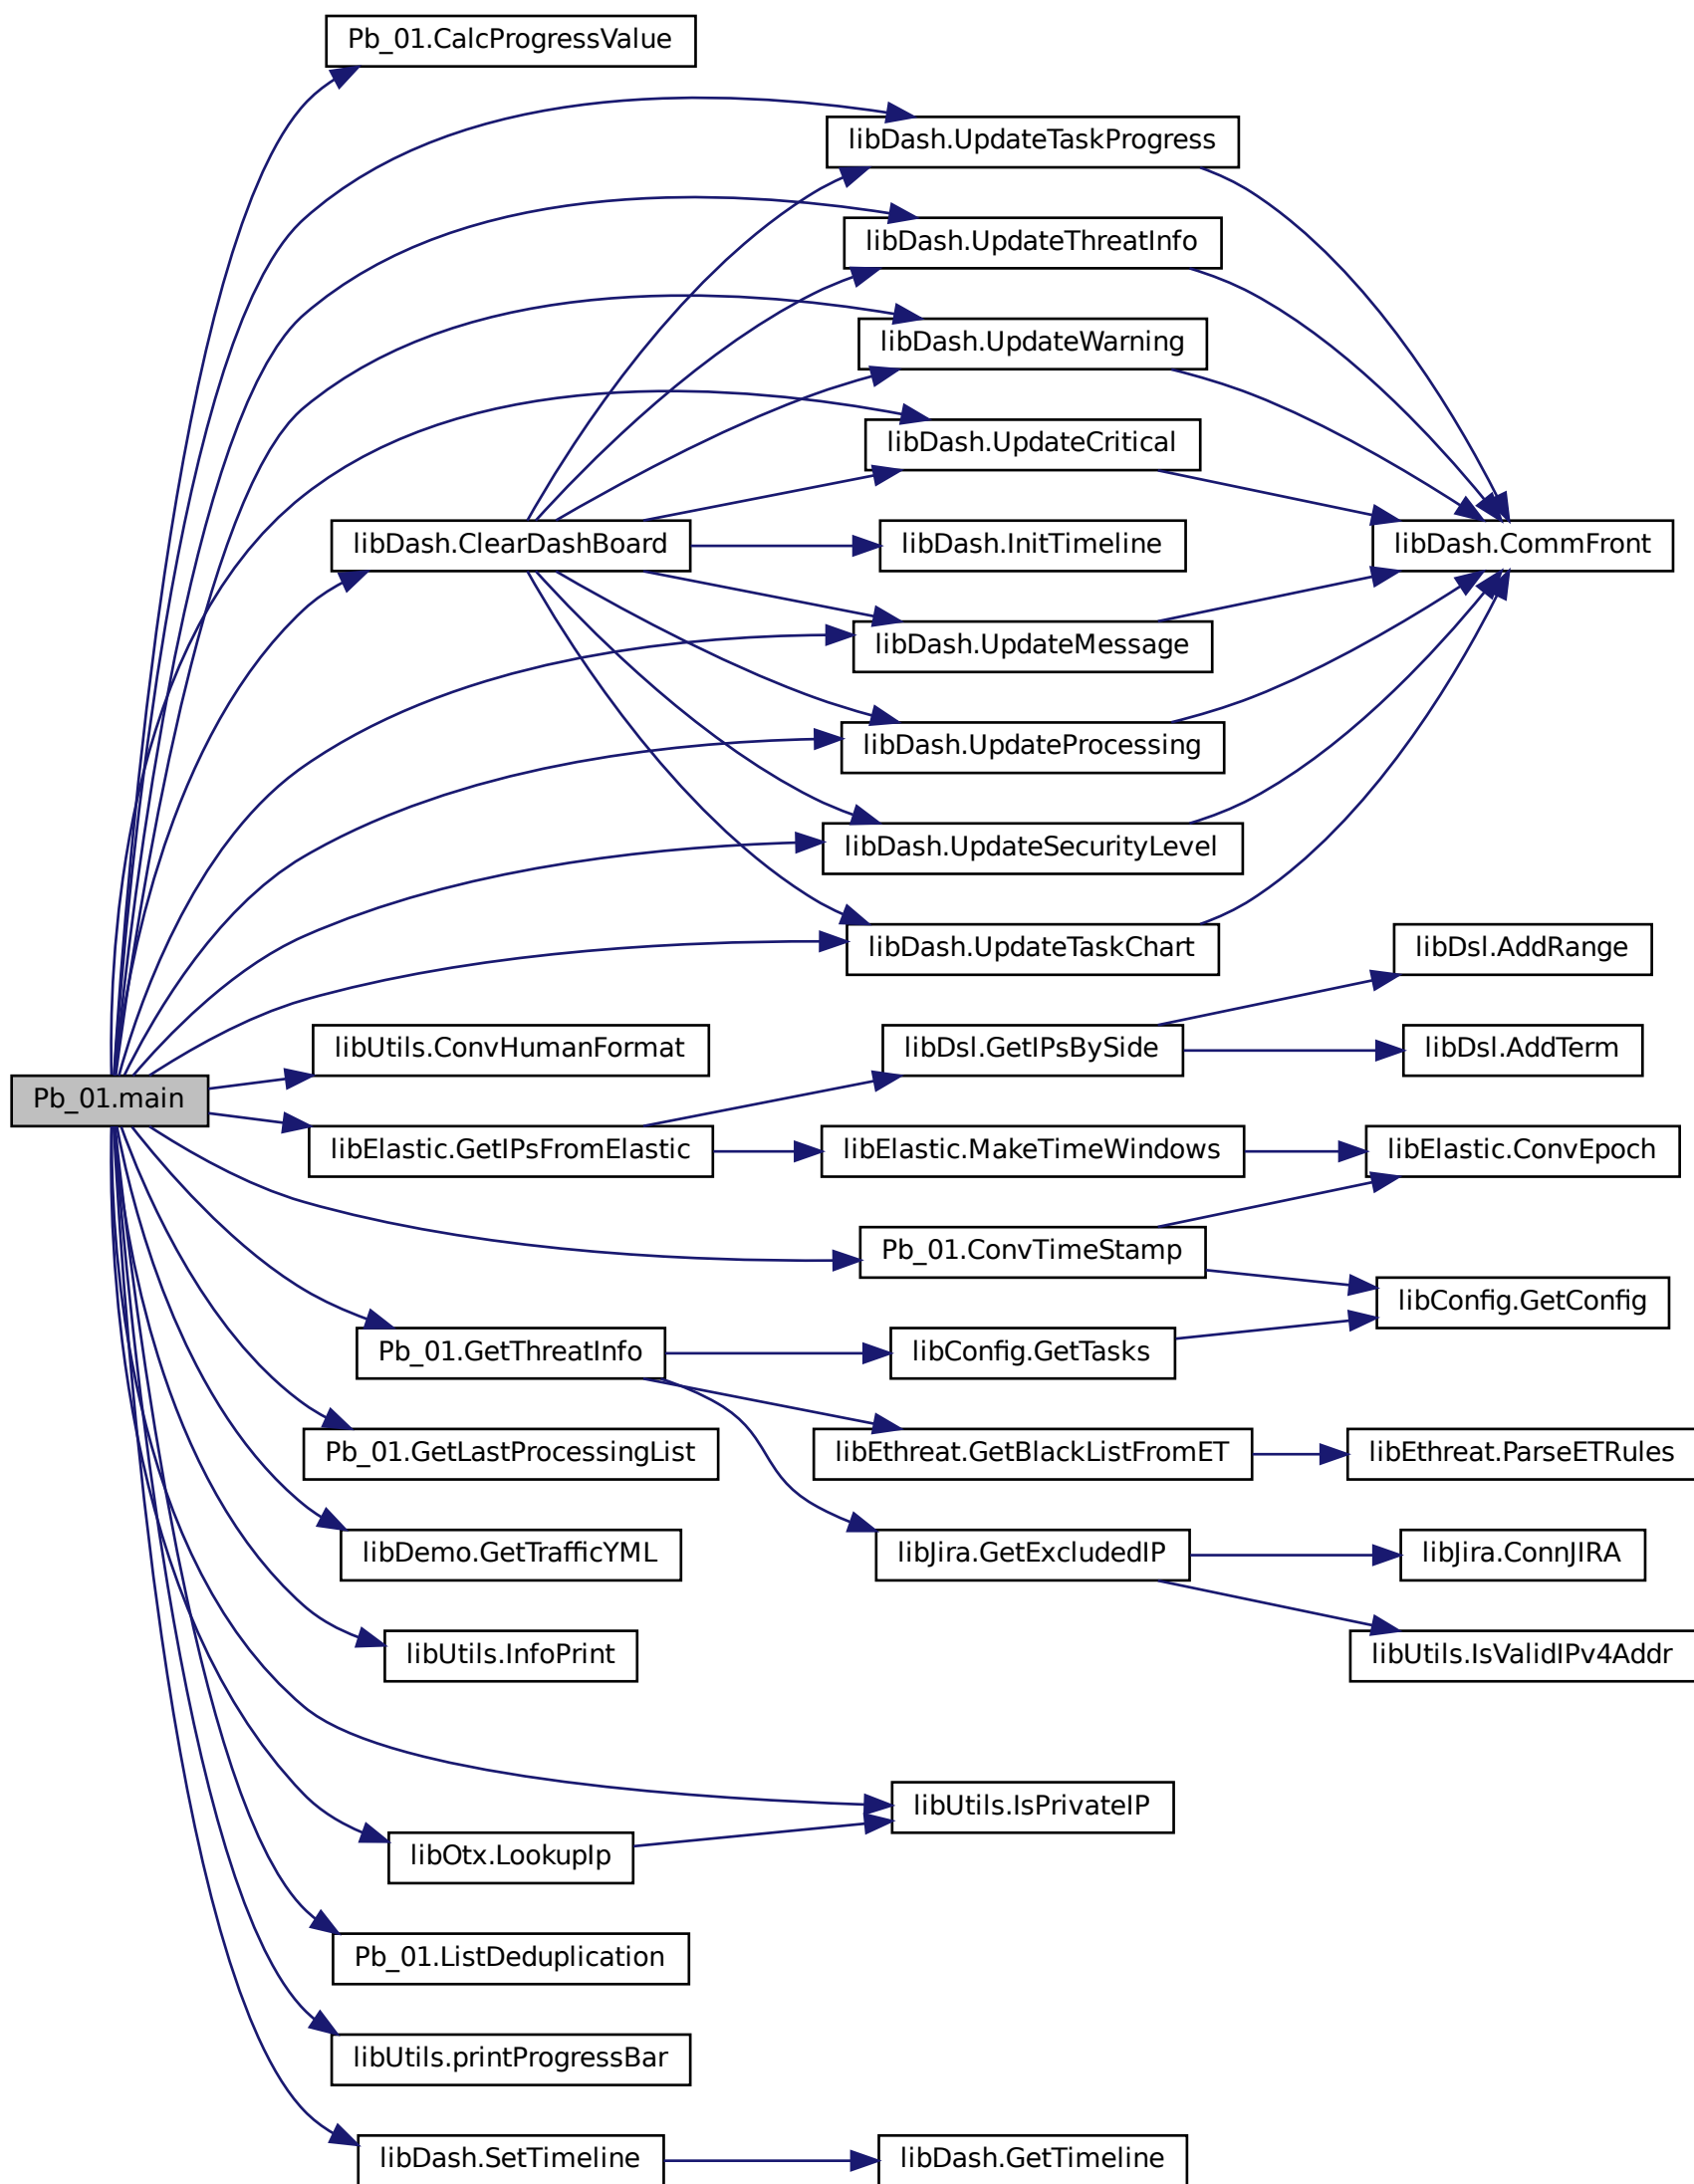 Pb_01.CalcProgressValue
libDash.UpdateTaskProgress
libDash.UpdateThreatInfo
libDash.UpdateWarning
libDash.UpdateCritical
libDash.ClearDashBoard
libDash.InitTimeline
libDash.CommFront
libDash.UpdateMessage
libDash.UpdateProcessing
libDash.UpdateSecurityLevel
libDash.UpdateTaskChart
libDsl.AddRange
libUtils.ConvHumanFormat
libDsl.GetIPsBySide
libDsl.AddTerm
Pb_01.main
libElastic.GetIPsFromElastic
libElastic.MakeTimeWindows
libElastic.ConvEpoch
Pb_01.ConvTimeStamp
libConfig.GetConfig
Pb_01.GetThreatInfo
libConfig.GetTasks
Pb_01.GetLastProcessingList
libEthreat.GetBlackListFromET
libEthreat.ParseETRules
libDemo.GetTrafficYML
libJira.GetExcludedIP
libJira.ConnJIRA
libUtils.InfoPrint
libUtils.IsValidIPv4Addr
libUtils.IsPrivateIP
libOtx.LookupIp
Pb_01.ListDeduplication
libUtils.printProgressBar
libDash.SetTimeline
libDash.GetTimeline